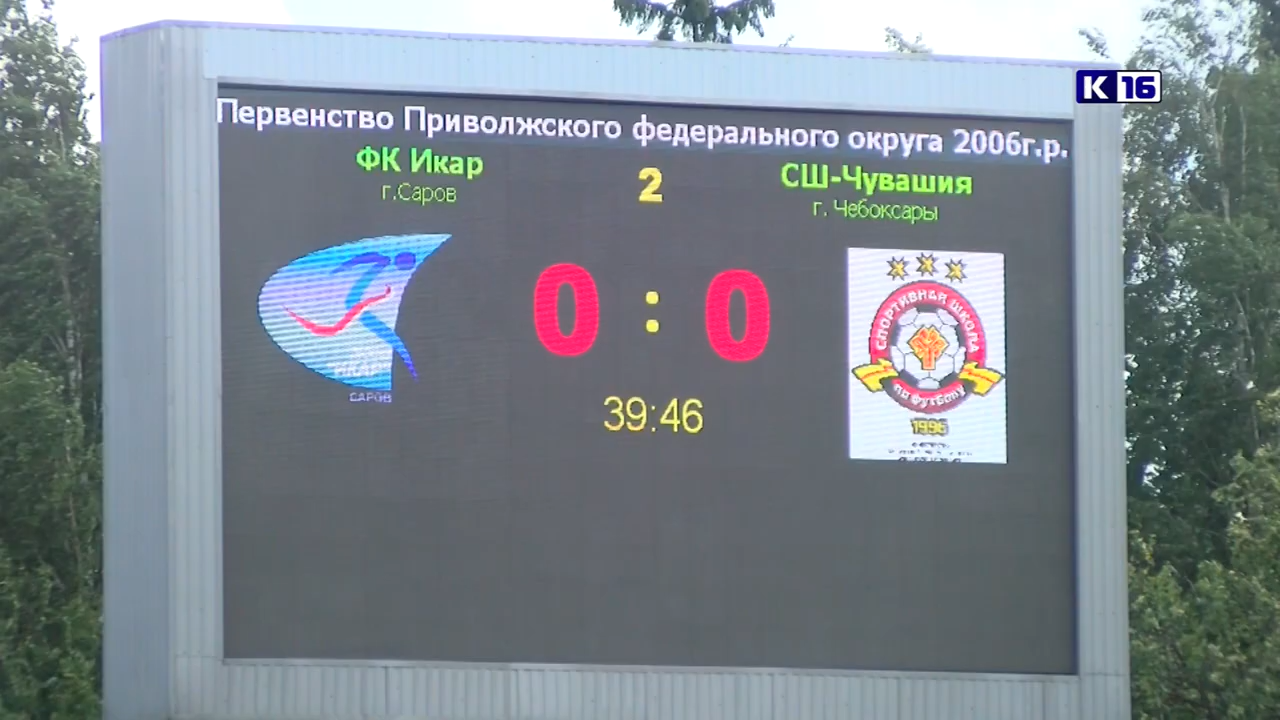 K 16
Первенство Приволжского федерального округа 2006г.р.
ФК Икар
г.Саров
2
СШ-Чувашия
г. Чебоксары
0 : 0
39:46
ИКАР
САРОВ
СПОРТИВНАЯ ШКОЛА
по футболу
1996